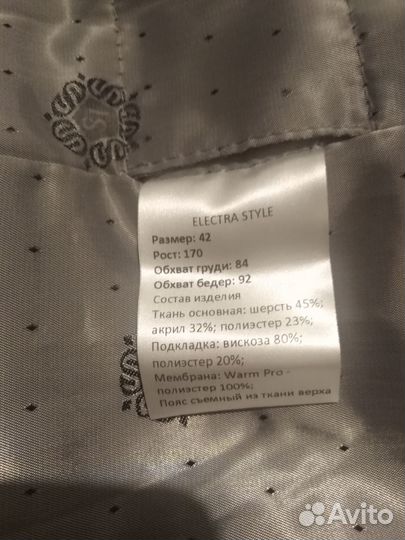 ELECTRA STYLE
Размер: 42
Рост: 170
Обхват груди: 84
Обхват бедер: 92
Состав изделия
Ткань основная: шерсть 45%;
акрил 32%; полиэстер 23%;
Подкладка: вискоза 80%;
полиэстер 20%;
Мембрана: Warm Pro -
полиэстер 100%;
Пояс съемный из ткани верха
Avito